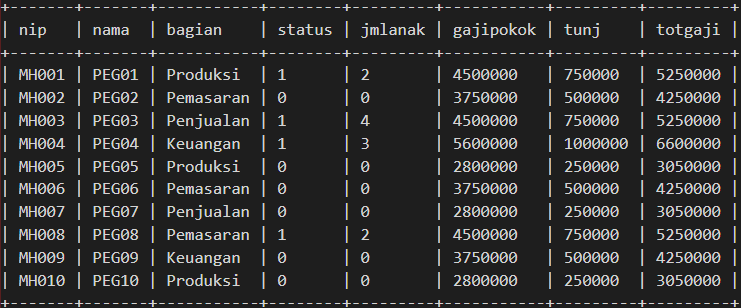 +-------+-------+-----------+--------+---------+-----------+---------+---------+
| nip   | nama  | bagian    | status | jmlanak | gajipokok | tunj    | totgaji |
+-------+-------+-----------+--------+---------+-----------+---------+---------+
| MH001 | PEG01 | Produksi  | 1      | 2       | 4500000   | 750000  | 5250000 |
| MH002 | PEG02 | Pemasaran | 0      | 0       | 3750000   | 500000  | 4250000 |
| MH003 | PEG03 | Penjualan | 1      | 4       | 4500000   | 750000  | 5250000 |
| MH004 | PEG04 | Keuangan  | 1      | 3       | 5600000   | 1000000 | 6600000 |
| MH005 | PEG05 | Produksi  | 0      | 0       | 2800000   | 250000  | 3050000 |
| MH006 | PEG06 | Pemasaran | 0      | 0       | 3750000   | 500000  | 4250000 |
| MH007 | PEG07 | Penjualan | 0      | 0       | 2800000   | 250000  | 3050000 |
| MH008 | PEG08 | Pemasaran | 1      | 2       | 4500000   | 750000  | 5250000 |
| MH009 | PEG09 | Keuangan  | 0      | 0       | 3750000   | 500000  | 4250000 |
| MH010 | PEG10 | Produksi  | 0      | 0       | 2800000   | 250000  | 3050000 |
+-------+-------+-----------+--------+---------+-----------+---------+---------+